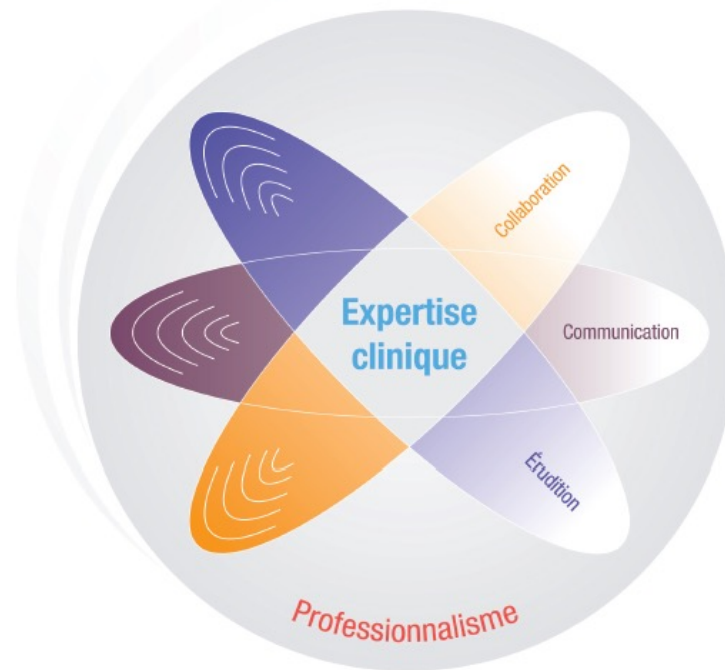 Collaboration
Expertise
clinique
Communication
Érudition
Professionnalisme